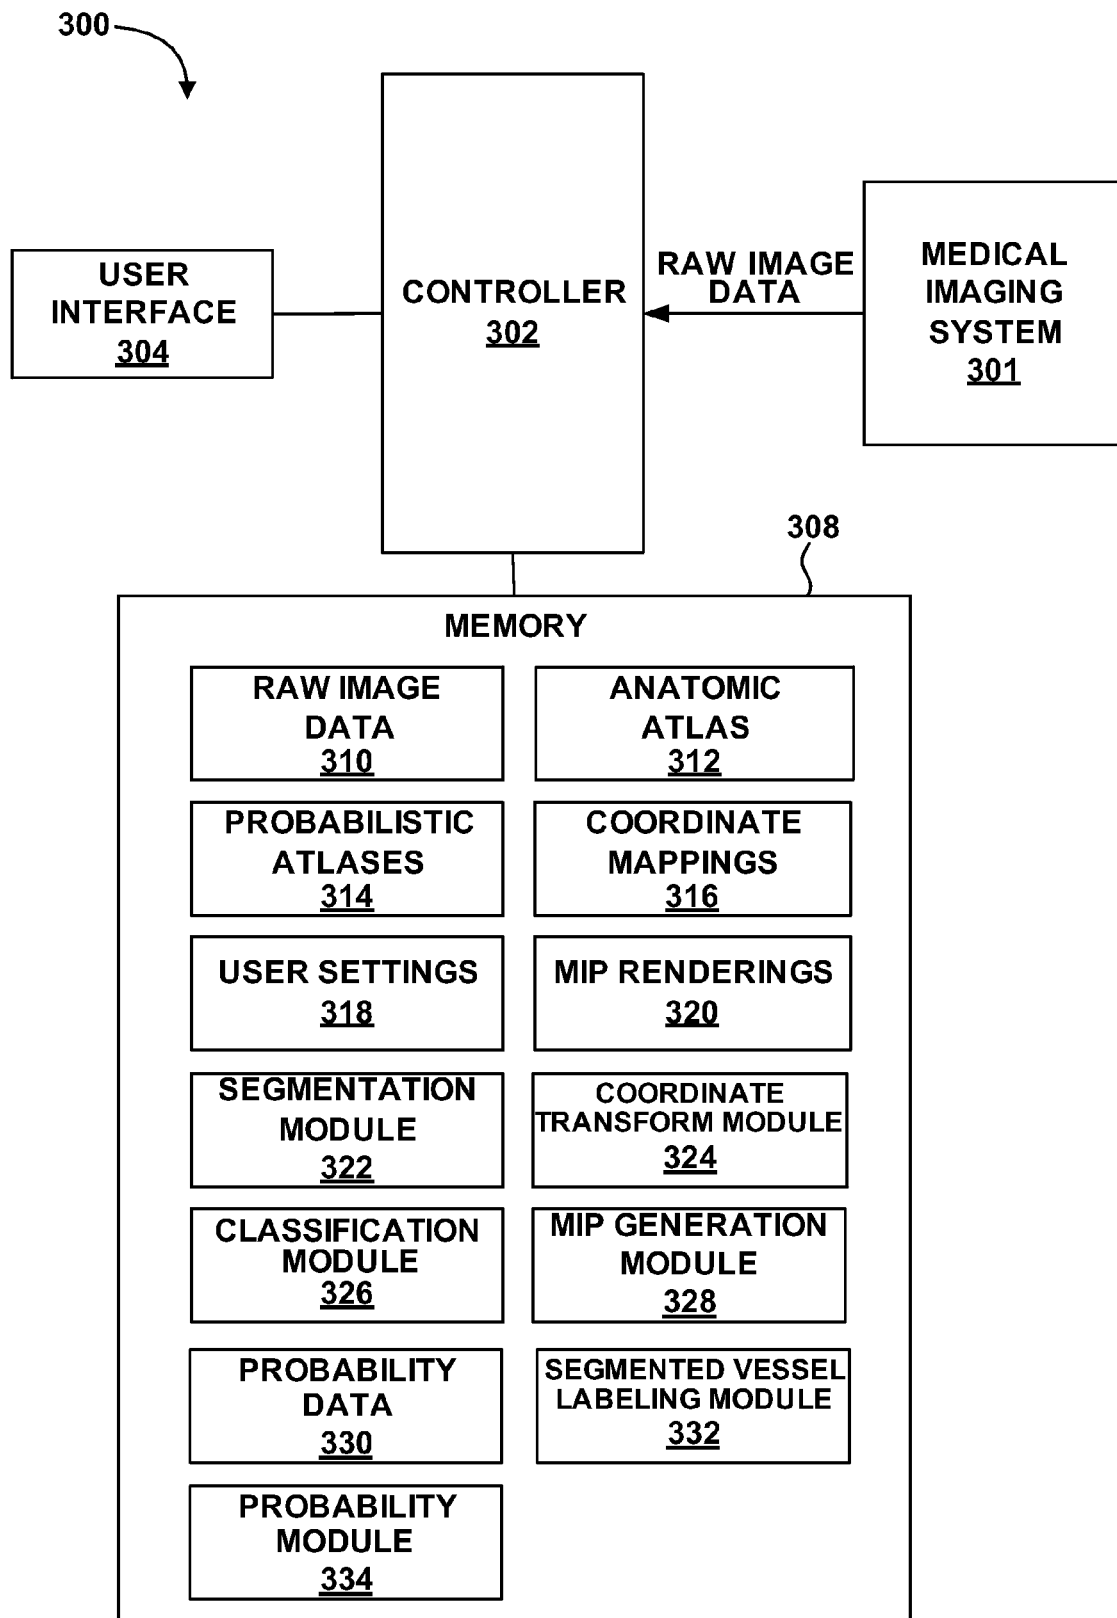 300
USER
INTERFACE
304
CONTROLLER
302
RAW IMAGE
DATA
MEDICAL
IMAGING
SYSTEM
301
308
MEMORY
RAW IMAGE
DATA
310
ANATOMIC
ATLAS
312
PROBABILISTIC
ATLASES
314
COORDINATE
MAPPINGS
316
USER SETTINGS
318
MIP RENDERINGS
320
SEGMENTATION
MODULE
322
COORDINATE
TRANSFORM MODULE
324
CLASSIFICATION
MODULE
326
MIP GENERATION
MODULE
328
PROBABILITY
DATA
330
SEGMENTED VESSEL
LABELING MODULE
332
PROBABILITY
MODULE
334